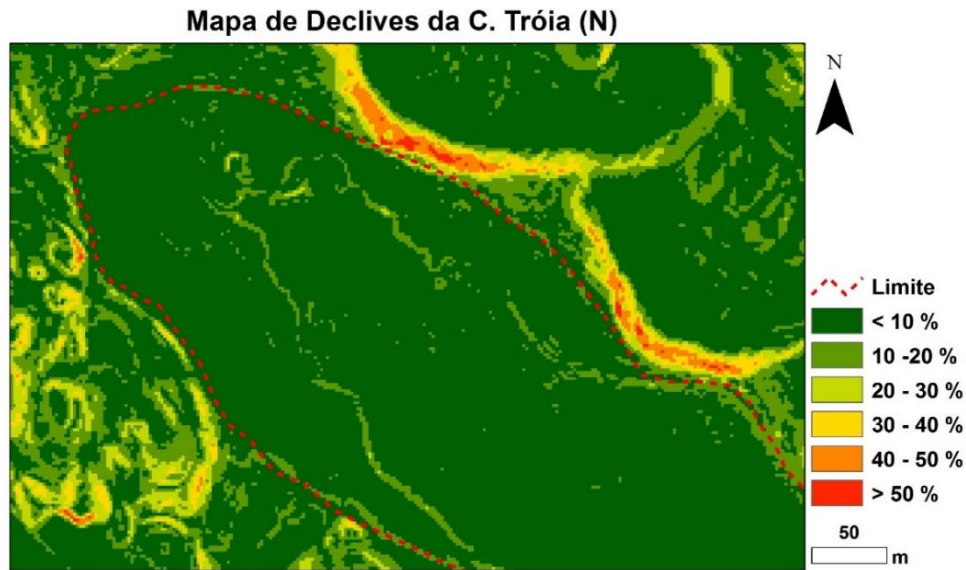 Mapa de Declives da C. Tróia (N)
N
Limite
< 10 %
10 -20 %
20 - 30 %
30 - 40 %
40 - 50 %
> 50 %
50
m